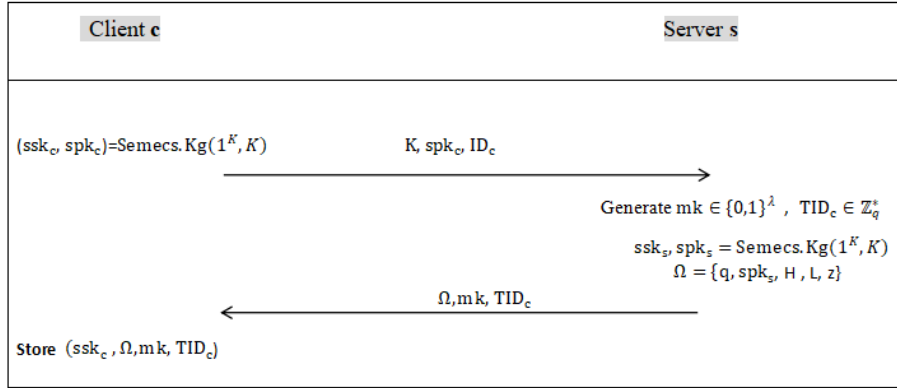 Client c Server s
(ssk_c, spk_c)=Semecs.Kg(1^K, K) K, spk_c, ID_c
Generate mk ∈ {0,1}^λ , TID_c ∈ ℤ_q^*
ssk_s, spk_s = Semecs.Kg(1^K, K)
Ω = {q, spk_s, H , L, z}
Ω,mk, TID_c
Store (ssk_c , Ω,mk, TID_c)